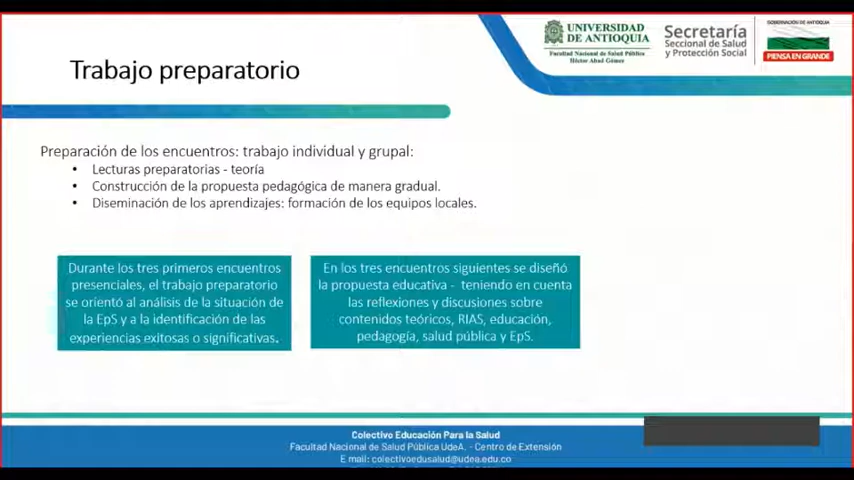 UNIVERSIDAD
DE ANTIOQUIA
Facultad Nacional de Salud Pública
Héctor Abad Gómez
Secretaría
Seccional de Salud
y Protección Social
GOBERNACIÓN DE ANTIOQUIA
PIENSA EN GRANDE
Trabajo preparatorio
Preparación de los encuentros: trabajo individual y grupal:
• Lecturas preparatorias - teoría
• Construcción de la propuesta pedagógica de manera gradual.
• Diseminación de los aprendizajes: formación de los equipos locales.
Durante los tres primeros encuentros
presenciales, el trabajo preparatorio
se orientó al análisis de la situación de
la EpS y a la identificación de las
experiencias exitosas o significativas.
En los tres encuentros siguientes se diseñó
la propuesta educativa - teniendo en cuenta
las reflexiones y discusiones sobre
contenidos teóricos, RIAS, educación,
pedagogía, salud pública y EpS.
Colectivo Educación Para la Salud
Facultad Nacional de Salud Pública UdeA. - Centro de Extensión
E mail: colectivoedusalud@udea.edu.co